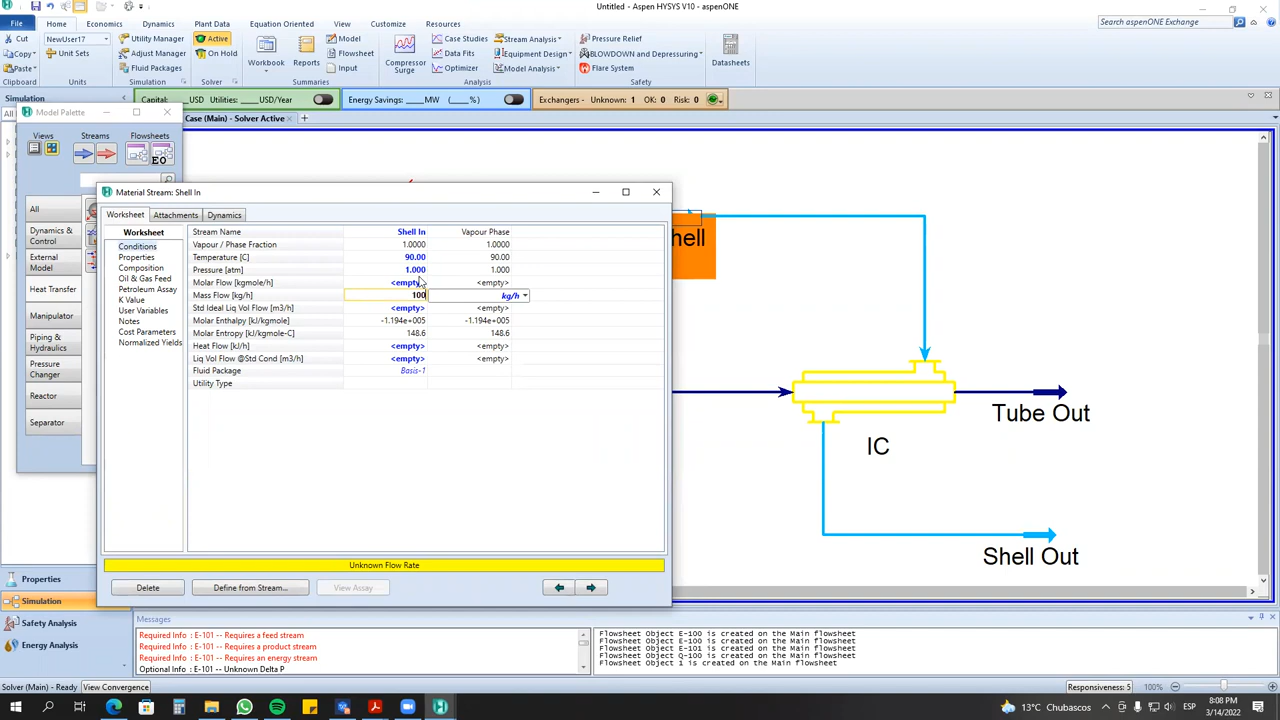 Untitled - Aspen HYSYS V10 - aspenONE
File Home Economics Dynamics Plant Data Equation Oriented View Customize Resources
Search aspenONE Exchange
Cut NewUser17 Utility Manager Active Model Flowsheet Case Studies Stream Analysis Pressure Relief
Copy Unit Sets Adjust Manager On Hold Workbook Reports Flowsheet Compressor Surge Data Fits Equipment Design BLOWDOWN and Depressuring Datasheets
Paste Fluid Packages Input Optimizer Model Analysis Flare System
Clipboard Units Simulation Solver Summaries Analysis Safety
Simulation Capital: ____ USD Utilities: ____ USD/Year Energy Savings: ____ MW (____ %) Exchangers - Unknown: 1 OK: 0 Risk: 0
All Model Palette Case (Main) - Solver Active × +
Views Streams Flowsheets
EO
All
Dynamics & Control
External Model
Heat Transfer
Manipulator
Piping & Hydraulics
Pressure Changer
Reactor
Separator
Material Stream: Shell In
Worksheet Attachments Dynamics
Worksheet
Conditions
Properties
Composition
Oil & Gas Feed
Petroleum Assay
K Value
User Variables
Notes
Cost Parameters
Normalized Yields
Stream Name Shell In Vapour Phase
Vapour / Phase Fraction 1.0000 1.0000
Temperature [C] 90.00 90.00
Pressure [atm] 1.000 1.000
Molar Flow [kgmole/h] <empty> <empty>
Mass Flow [kg/h] 100 kg/h
Std Ideal Liq Vol Flow [m3/h] <empty> <empty>
Molar Enthalpy [kJ/kgmole] -1.194e+005 -1.194e+005
Molar Entropy [kJ/kgmole-C] 148.6 148.6
Heat Flow [kJ/h] <empty> <empty>
Liq Vol Flow @Std Cond [m3/h] <empty> <empty>
Fluid Package Basis-1
Utility Type
Unknown Flow Rate
Delete Define from Stream... View Assay
hell
Tube Out
IC
Shell Out
Properties
Simulation
Safety Analysis
Energy Analysis
Messages
Required Info : E-101 -- Requires a feed stream
Required Info : E-101 -- Requires a product stream
Required Info : E-101 -- Requires an energy stream
Optional Info : E-101 -- Unknown Delta P
Flowsheet Object E-100 is created on the Main flowsheet
Flowsheet Object E-101 is created on the Main flowsheet
Flowsheet Object Q-100 is created on the Main flowsheet
Flowsheet Object 1 is created on the Main flowsheet
Solver (Main) - Ready View Convergence Responsiveness: 5 100%
13°C Chubascos ESP 8:08 PM
3/14/2022